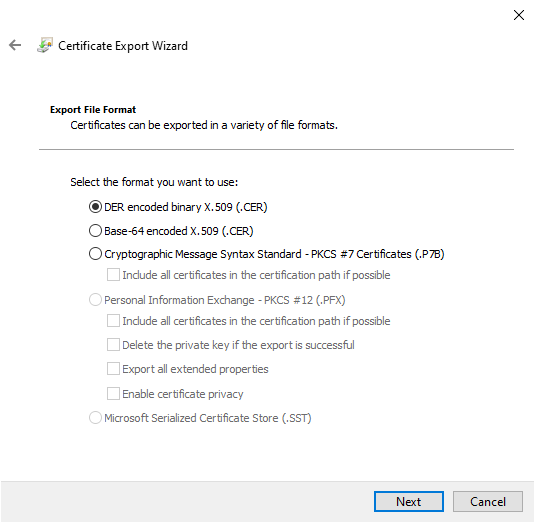 Certificate Export Wizard
Export File Format
Certificates can be exported in a variety of file formats.
Select the format you want to use:
DER encoded binary X.509 (.CER)
Base-64 encoded X.509 (.CER)
Cryptographic Message Syntax Standard - PKCS #7 Certificates (.P7B)
Include all certificates in the certification path if possible
Personal Information Exchange - PKCS #12 (.PFX)
Include all certificates in the certification path if possible
Delete the private key if the export is successful
Export all extended properties
Enable certificate privacy
Microsoft Serialized Certificate Store (.SST)
Next Cancel